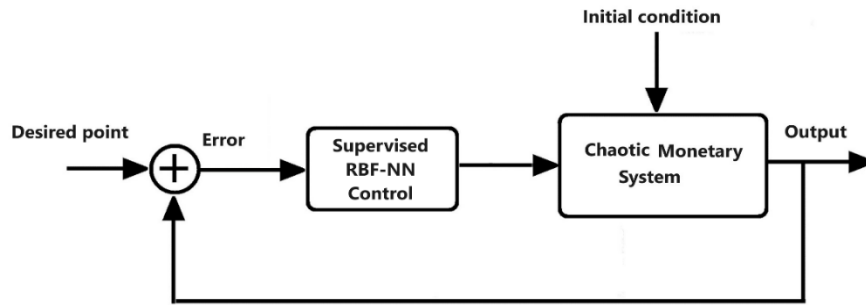 Initial condition
Desired point
Error
Supervised
RBF-NN
Control
Chaotic Monetary
System
Output